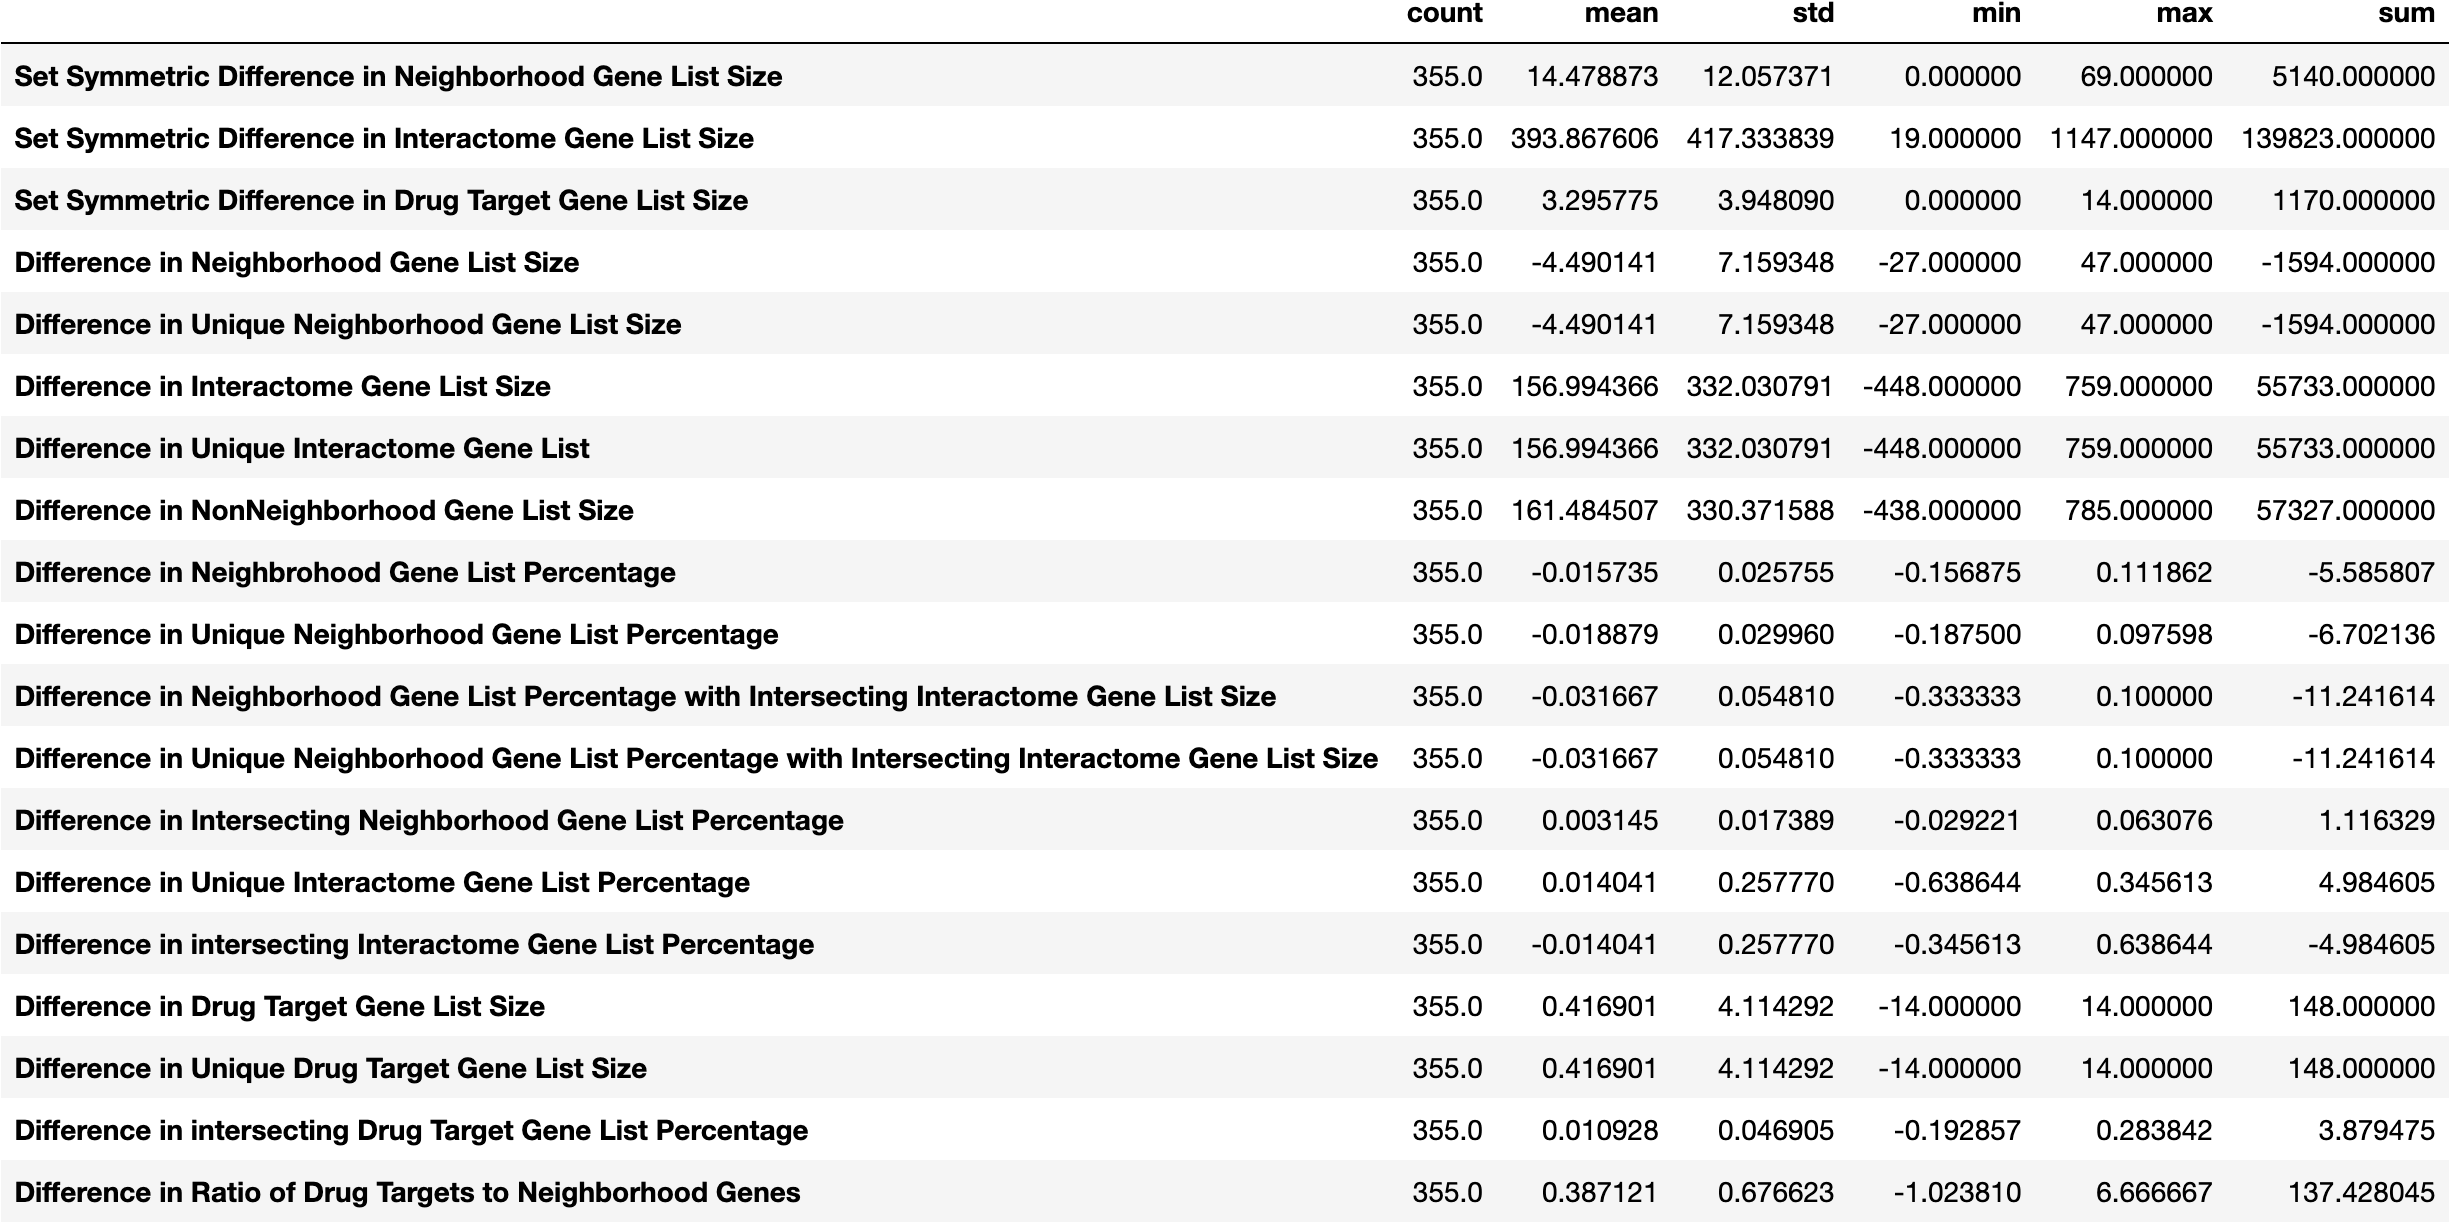 count mean std min max sum
Set Symmetric Difference in Neighborhood Gene List Size 355.0 14.478873 12.057371 0.000000 69.000000 5140.000000
Set Symmetric Difference in Interactome Gene List Size 355.0 393.867606 417.333839 19.000000 1147.000000 139823.000000
Set Symmetric Difference in Drug Target Gene List Size 355.0 3.295775 3.948090 0.000000 14.000000 1170.000000
Difference in Neighborhood Gene List Size 355.0 -4.490141 7.159348 -27.000000 47.000000 -1594.000000
Difference in Unique Neighborhood Gene List Size 355.0 -4.490141 7.159348 -27.000000 47.000000 -1594.000000
Difference in Interactome Gene List Size 355.0 156.994366 332.030791 -448.000000 759.000000 55733.000000
Difference in Unique Interactome Gene List 355.0 156.994366 332.030791 -448.000000 759.000000 55733.000000
Difference in NonNeighborhood Gene List Size 355.0 161.484507 330.371588 -438.000000 785.000000 57327.000000
Difference in Neighbrohood Gene List Percentage 355.0 -0.015735 0.025755 -0.156875 0.111862 -5.585807
Difference in Unique Neighborhood Gene List Percentage 355.0 -0.018879 0.029960 -0.187500 0.097598 -6.702136
Difference in Neighborhood Gene List Percentage with Intersecting Interactome Gene List Size 355.0 -0.031667 0.054810 -0.333333 0.100000 -11.241614
Difference in Unique Neighborhood Gene List Percentage with Intersecting Interactome Gene List Size 355.0 -0.031667 0.054810 -0.333333 0.100000 -11.241614
Difference in Intersecting Neighborhood Gene List Percentage 355.0 0.003145 0.017389 -0.029221 0.063076 1.116329
Difference in Unique Interactome Gene List Percentage 355.0 0.014041 0.257770 -0.638644 0.345613 4.984605
Difference in intersecting Interactome Gene List Percentage 355.0 -0.014041 0.257770 -0.345613 0.638644 -4.984605
Difference in Drug Target Gene List Size 355.0 0.416901 4.114292 -14.000000 14.000000 148.000000
Difference in Unique Drug Target Gene List Size 355.0 0.416901 4.114292 -14.000000 14.000000 148.000000
Difference in intersecting Drug Target Gene List Percentage 355.0 0.010928 0.046905 -0.192857 0.283842 3.879475
Difference in Ratio of Drug Targets to Neighborhood Genes 355.0 0.387121 0.676623 -1.023810 6.666667 137.428045